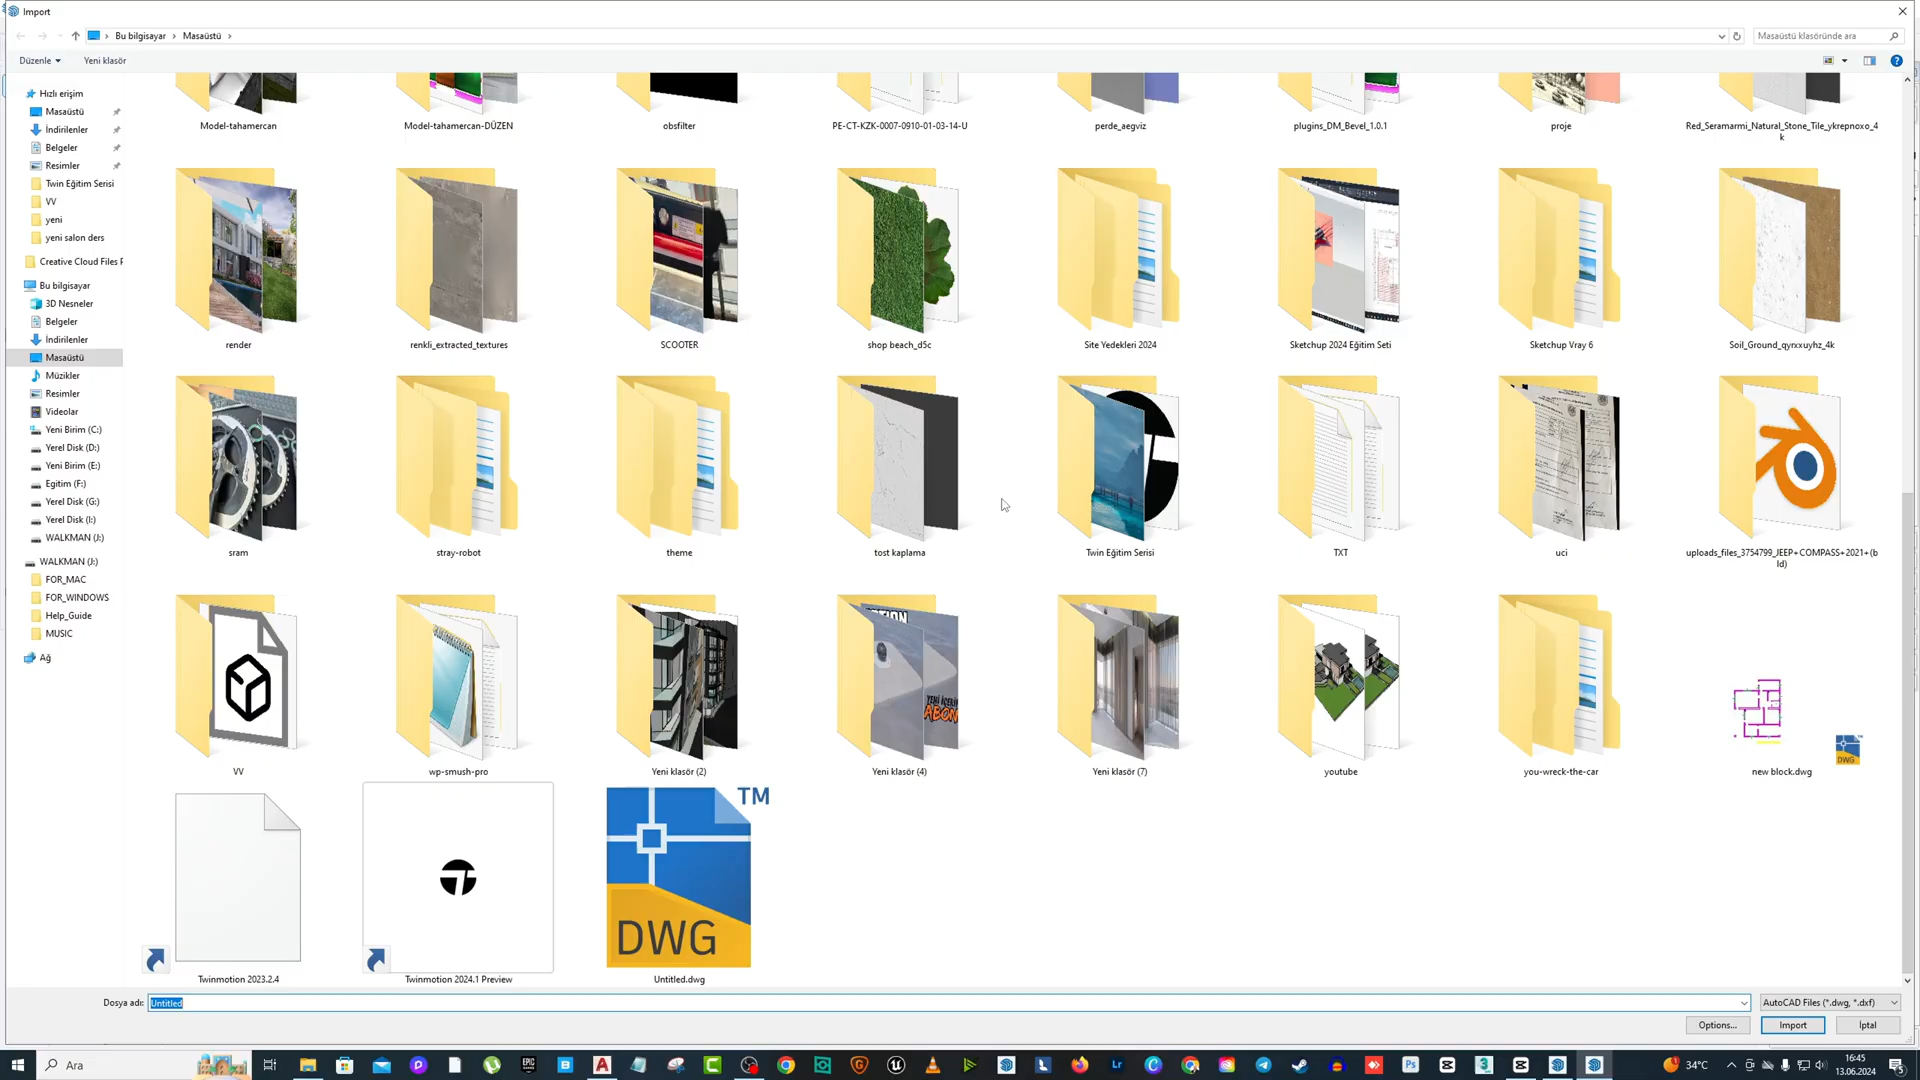 Import
Bu bilgisayar
Masaüstü
Masaüstü klasöründe ara
Düzenle
Yeni klasör
Hızlı erişim
Masaüstü
İndirilenler
Belgeler
Resimler
Twin Eğitim Serisi
VV
yeni
yeni salon ders
Creative Cloud Files F
Bu bilgisayar
3D Nesneler
Belgeler
İndirilenler
Masaüstü
Müzikler
Resimler
Videolar
Yeni Birim (C:)
Yerel Disk (D:)
Yeni Birim (E:)
Egitim (F:)
Yerel Disk (G:)
Yerel Disk (I:)
WALKMAN (J:)
WALKMAN (J:)
FOR_MAC
FOR_WINDOWS
Help_Guide
MUSIC
Ağ
Model-tahamercan
Model-tahamercan-DÜZEN
obsfilter
PE-CT-KZK-0007-0910-01-03-14-U
perde_aegviz
plugins_DM_Bevel_1.0.1
proje
Red_Seramarmi_Natural_Stone_Tile_ykrepnoxo_4
k
render
renkli_extracted_textures
SCOOTER
shop beach_d5c
Site Yedekleri 2024
Sketchup 2024 Eğitim Seti
Sketchup Vray 6
Soil_Ground_qyrxxuyhz_4k
sram
stray-robot
theme
tost kaplama
Twin Eğitim Serisi
TXT
uci
uploads_files_3754799_JEEP+COMPASS+2021+(b
ld)
YENİ İÇERİK
ABON
VV
wp-smush-pro
Yeni klasör (2)
Yeni klasör (4)
Yeni klasör (7)
youtube
you-wreck-the-car
DWG
new block.dwg
TM
DWG
Twinmotion 2023.2.4
Twinmotion 2024.1 Preview
Untitled.dwg
Dosya adı:
Untitled
AutoCAD Files (*.dwg, *.dxf)
Options...
Import
İptal
Ara
34°C
16:45
13.06.2024